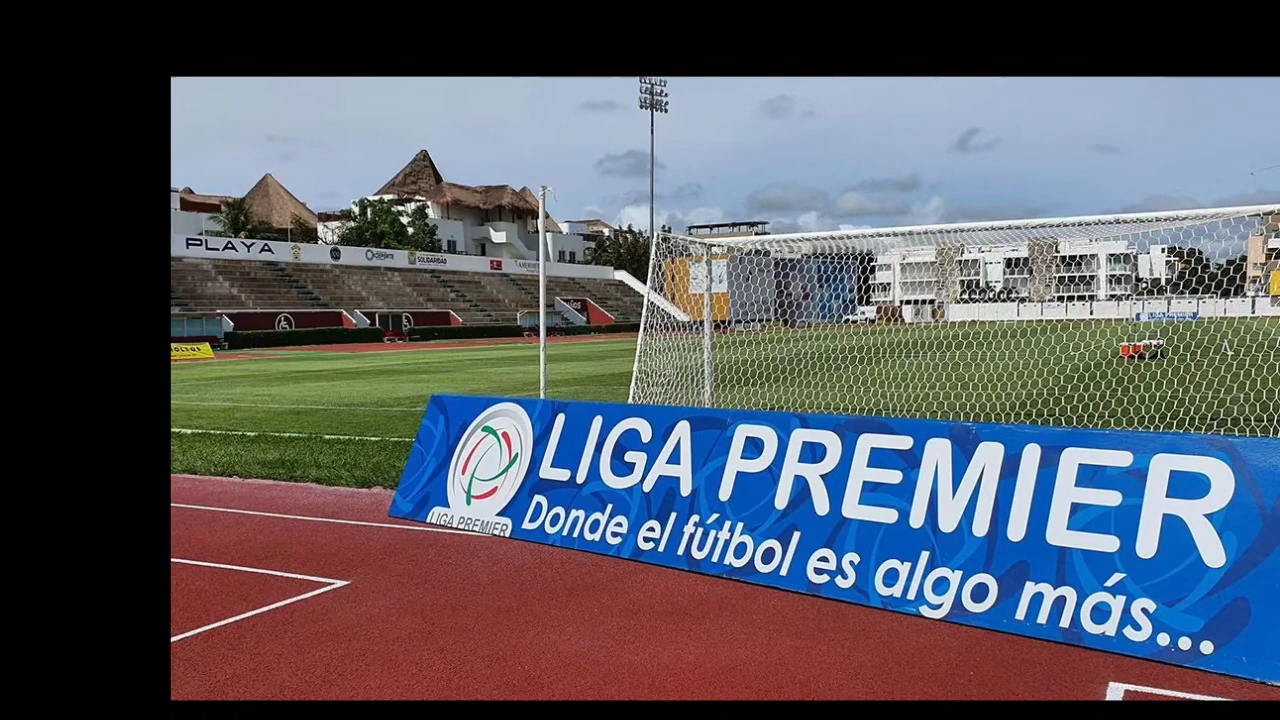 PLAYA
SOLIDARIDAD
LIGA PREMIER
Donde el fútbol es algo más...
LIGA PREMIER